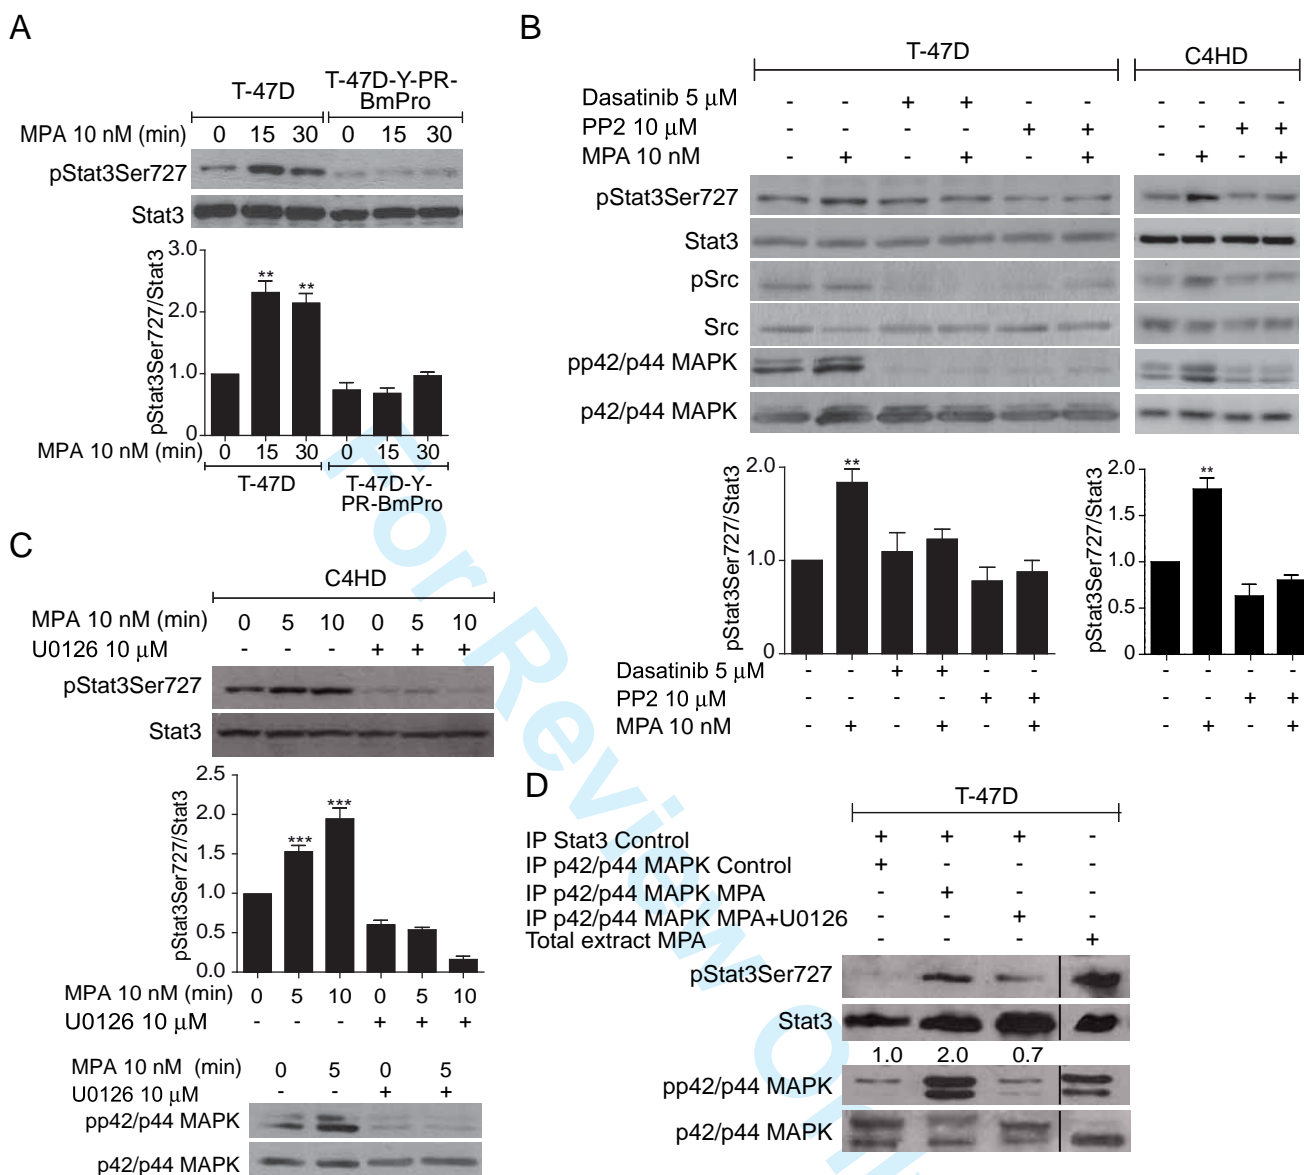 A
T-47D
T-47D-Y-PR-
BmPro
MPA 10 nM (min) 0 15 30 0 15 30
pStat3Ser727
Stat3
pStat3Ser727/Stat3
3.0
2.0
1.0
0
** **
MPA 10 nM (min) 0 15 30 0 15 30
T-47D
T-47D-Y-
PR-BmPro
B
T-47D
C4HD
Dasatinib 5 µM - - + + - - - - - -
PP2 10 µM - - - - + + - - + +
MPA 10 nM - + - + - + - + - +
pStat3Ser727
Stat3
pSrc
Src
pp42/p44 MAPK
p42/p44 MAPK
pStat3Ser727/Stat3
2.0
1.0
0
**
pStat3Ser727/Stat3
2.0
1.5
1.0
0.5
0
**
Dasatinib 5 µM - - + + - - - - - -
PP2 10 µM - - - - + + - - + +
MPA 10 nM - + - + - + - + - +
C
C4HD
MPA 10 nM (min) 0 5 10 0 5 10
U0126 10 µM - - - + + +
pStat3Ser727
Stat3
pStat3Ser727/Stat3
2.5
2.0
1.5
1.0
0.5
0.0
*** ***
MPA 10 nM (min) 0 5 10 0 5 10
U0126 10 µM - - - + + +
MPA 10 nM (min) 0 5 0 5
U0126 10 µM - - + +
pp42/p44 MAPK
p42/p44 MAPK
D
T-47D
IP Stat3 Control + + + -
IP p42/p44 MAPK Control + - - -
IP p42/p44 MAPK MPA - + - -
IP p42/p44 MAPK MPA+U0126 - - + -
Total extract MPA - - - +
pStat3Ser727
Stat3
1.0 2.0 0.7
pp42/p44 MAPK
p42/p44 MAPK
For Review Only